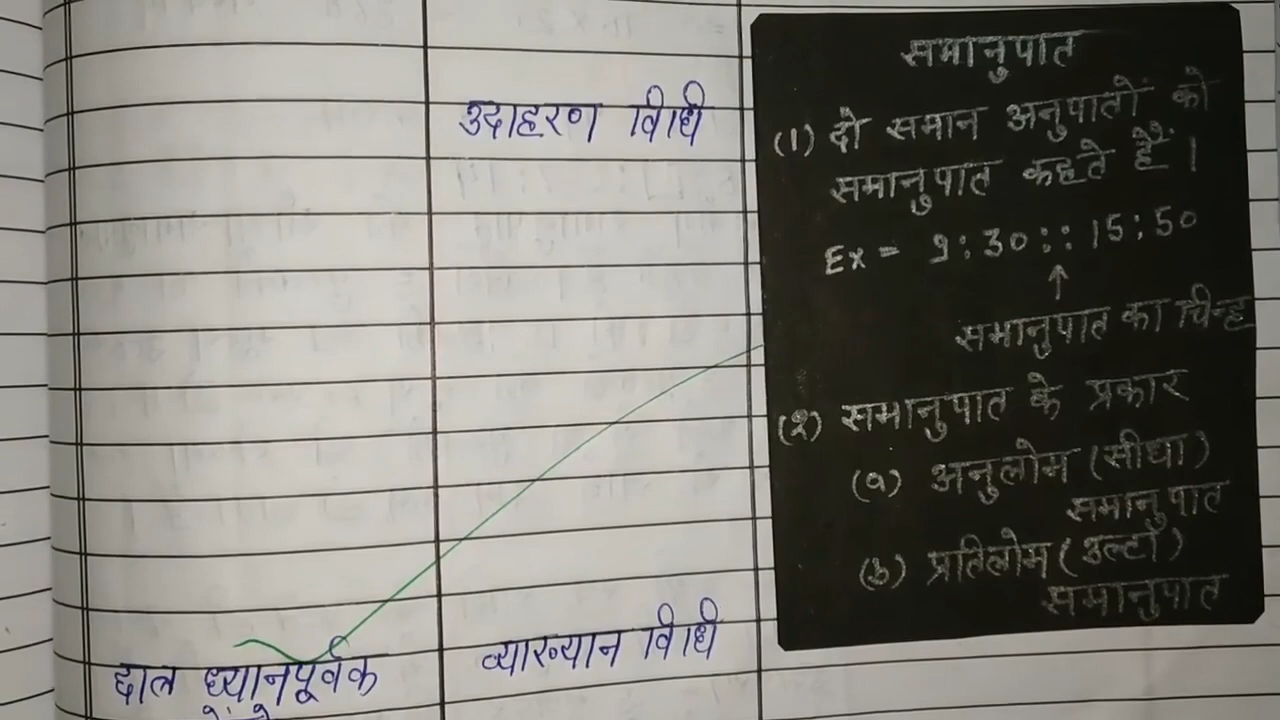 समानुपात
उदाहरण विधि
(1) दो समान अनुपातों को
समानुपात कहते हैं।
Ex = 9:30::15:50
↑
समानुपात का चिन्ह
(२) समानुपात के प्रकार
(a) अनुलोम (सीधा)
समानुपात
(b) प्रतिलोम (उल्टा)
समानुपात
व्याख्यान विधि
छात्र ध्यानपूर्वक